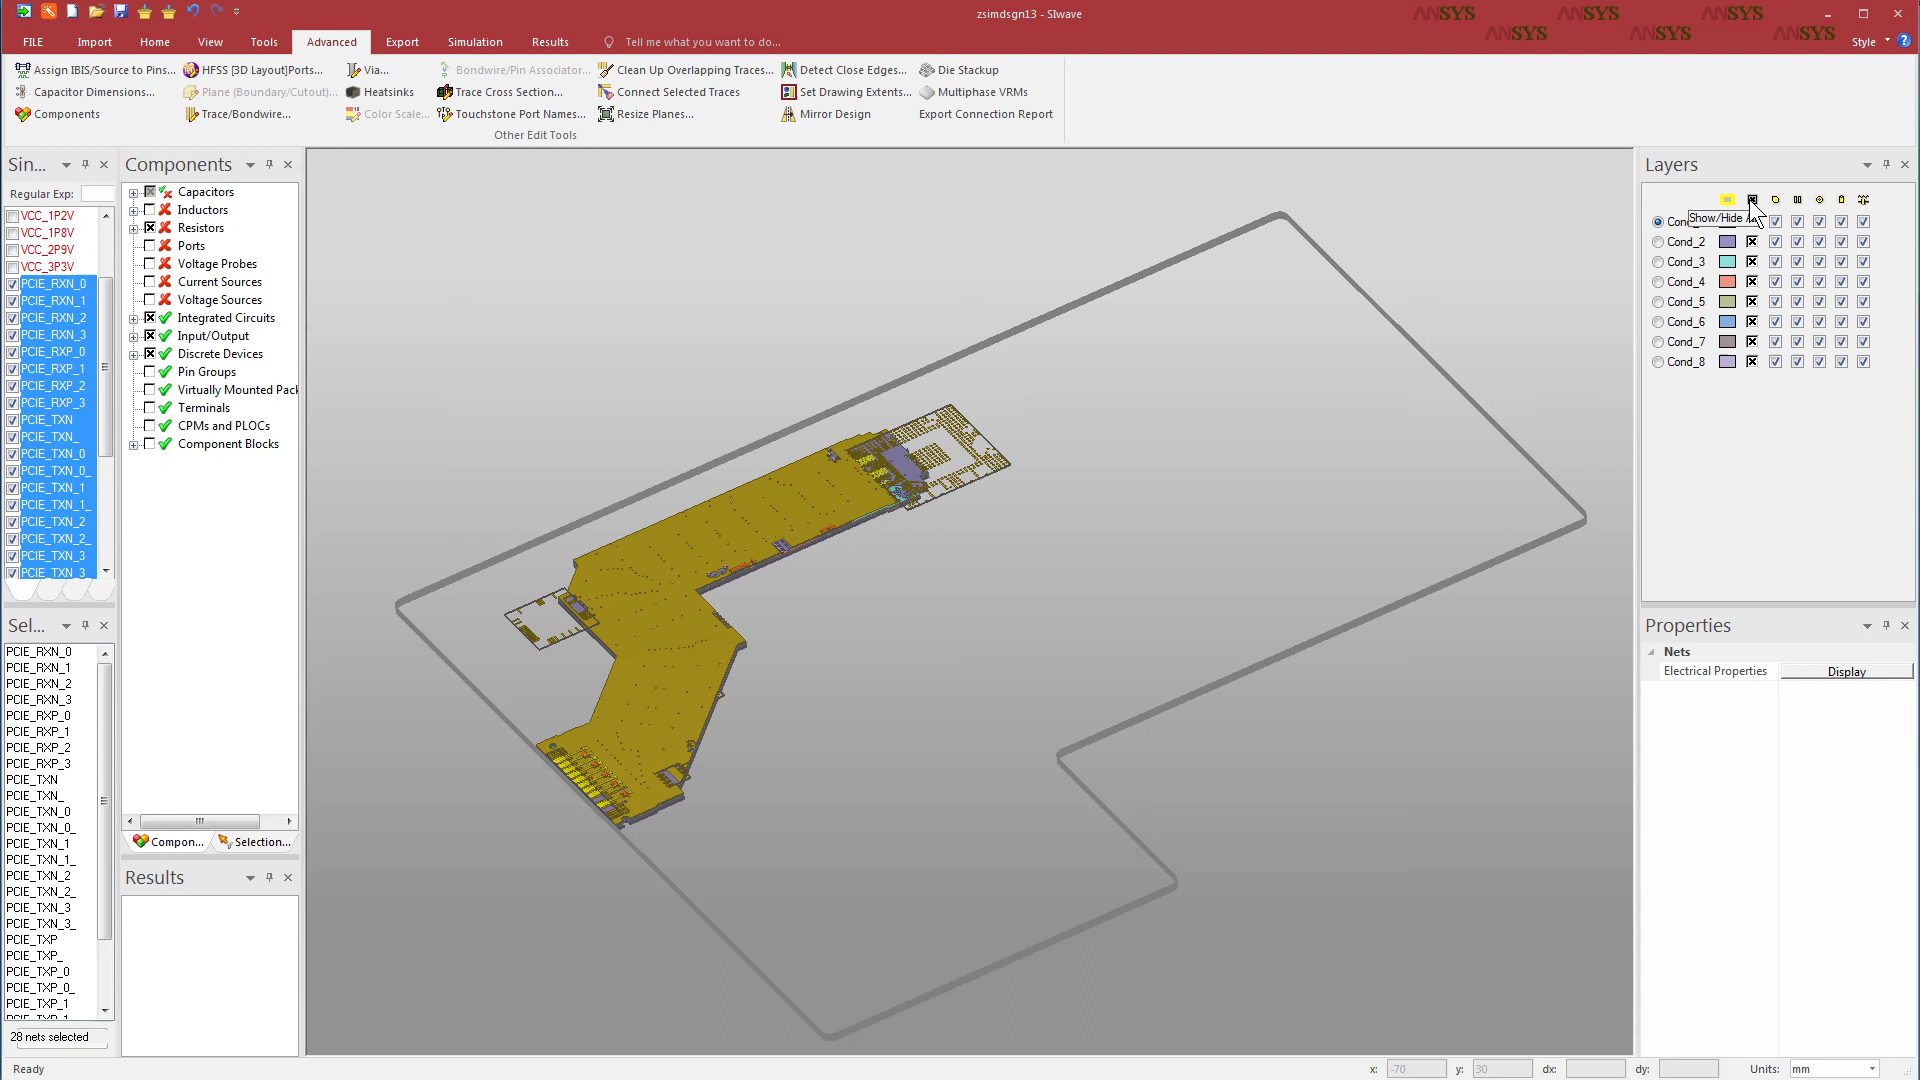 zsimdsgn13 - SIwave
ANSYS ANSYS ANSYS
ANSYS ANSYS ANSYS
FILE Import Home View Tools Advanced Export Simulation Results Tell me what you want to do... Style
Assign IBIS/Source to Pins... HFSS [3D Layout]Ports... Via... Bondwire/Pin Associator... Clean Up Overlapping Traces... Detect Close Edges... Die Stackup
Capacitor Dimensions... Plane (Boundary/Cutout)... Heatsinks Trace Cross Section... Connect Selected Traces Set Drawing Extents... Multiphase VRMs
Components Trace/Bondwire... Color Scale... Touchstone Port Names... Resize Planes... Mirror Design Export Connection Report
Other Edit Tools
Sin...
Regular Exp:
VCC_1P2V
VCC_1P8V
VCC_2P9V
VCC_3P3V
PCIE_RXN_0
PCIE_RXN_1
PCIE_RXN_2
PCIE_RXN_3
PCIE_RXP_0
PCIE_RXP_1
PCIE_RXP_2
PCIE_RXP_3
PCIE_TXN
PCIE_TXN_
PCIE_TXN_0
PCIE_TXN_0_
PCIE_TXN_1
PCIE_TXN_1_
PCIE_TXN_2
PCIE_TXN_2_
PCIE_TXN_3
PCIE_TXN_3_
Sel...
PCIE_RXN_0
PCIE_RXN_1
PCIE_RXN_2
PCIE_RXN_3
PCIE_RXP_0
PCIE_RXP_1
PCIE_RXP_2
PCIE_RXP_3
PCIE_TXN
PCIE_TXN_
PCIE_TXN_0
PCIE_TXN_0_
PCIE_TXN_1
PCIE_TXN_1_
PCIE_TXN_2
PCIE_TXN_2_
PCIE_TXN_3
PCIE_TXN_3_
PCIE_TXP
PCIE_TXP_
PCIE_TXP_0
PCIE_TXP_0_
PCIE_TXP_1
28 nets selected
Components
Capacitors
Inductors
Resistors
Ports
Voltage Probes
Current Sources
Voltage Sources
Integrated Circuits
Input/Output
Discrete Devices
Pin Groups
Virtually Mounted Pack
Terminals
CPMs and PLOCs
Component Blocks
Compon... Selection...
Results
Layers
Show/Hide
Cond_2
Cond_3
Cond_4
Cond_5
Cond_6
Cond_7
Cond_8
Properties
Nets
Electrical Properties Display
Ready x: -70 y: 30 dx: dy: Units: mm